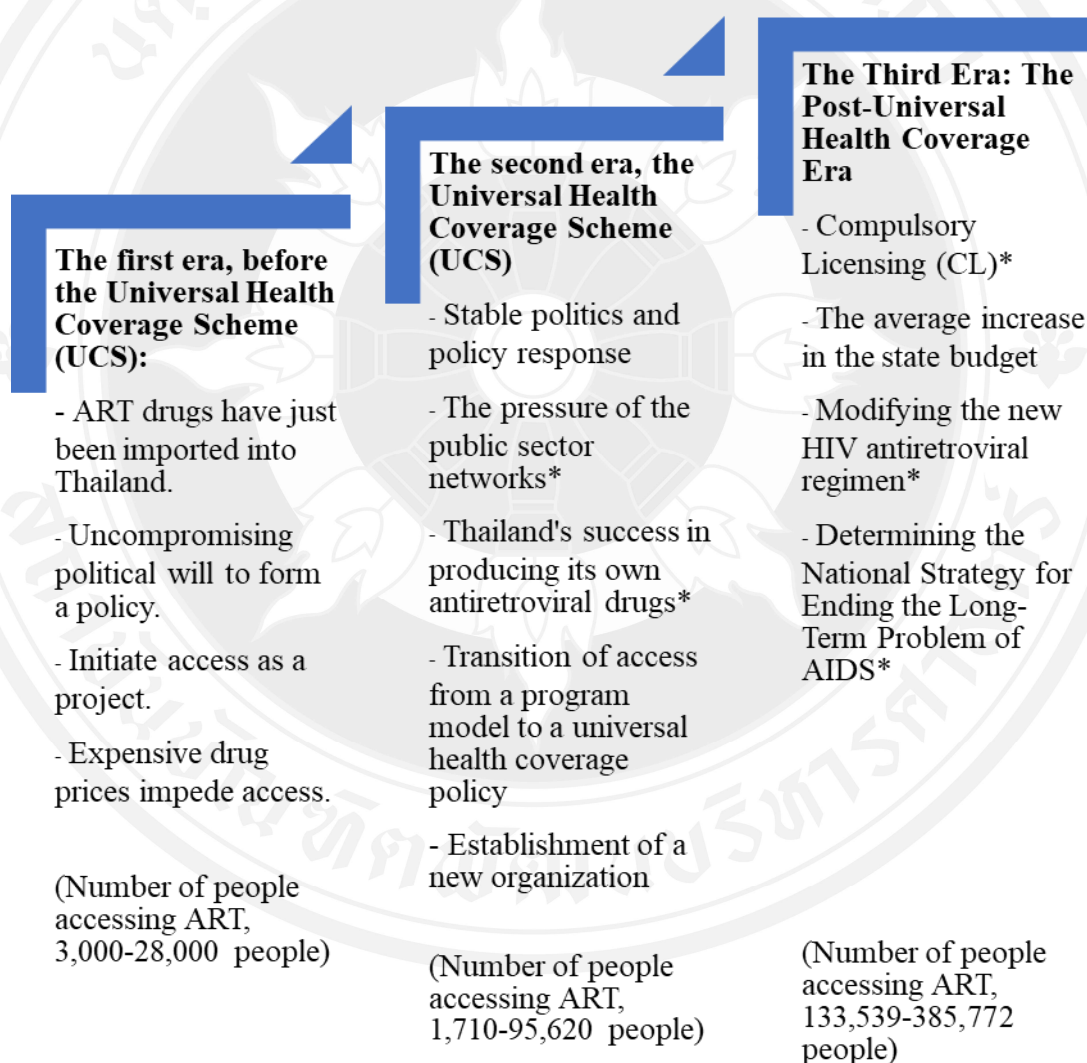 The first era, before
the Universal Health
Coverage Scheme
(UCS):
- ART drugs have just
been imported into
Thailand.
- Uncompromising
political will to form
a policy.
- Initiate access as a
project.
- Expensive drug
prices impede access.
(Number of people
accessing ART,
3,000-28,000 people)
The second era, the
Universal Health
Coverage Scheme
(UCS)
- Stable politics and
policy response
- The pressure of the
public sector
networks*
- Thailand's success in
producing its own
antiretroviral drugs*
- Transition of access
from a program
model to a universal
health coverage
policy
- Establishment of a
new organization
(Number of people
accessing ART,
1,710-95,620 people)
The Third Era: The
Post-Universal
Health Coverage
Era
- Compulsory
Licensing (CL)*
- The average increase
in the state budget
- Modifying the new
HIV antiretroviral
regimen*
- Determining the
National Strategy for
Ending the Long-
Term Problem of
AIDS*
(Number of people
accessing ART,
133,539-385,772
people)